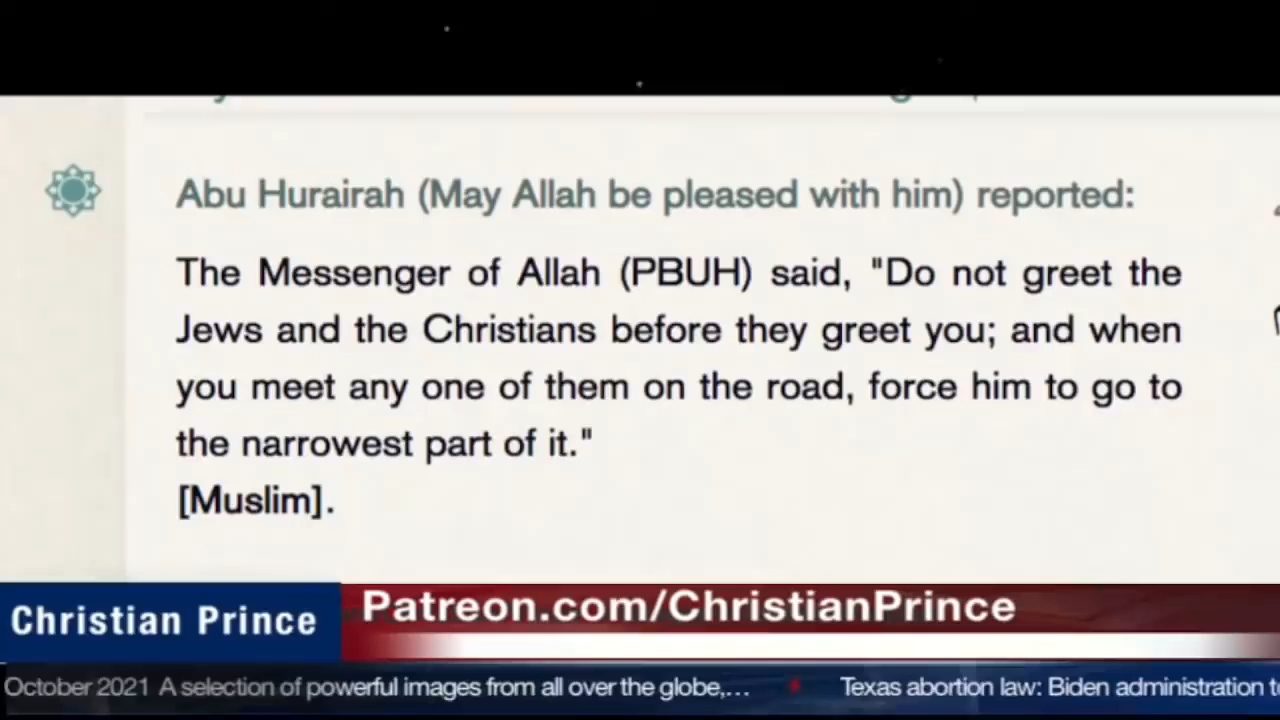 Abu Hurairah (May Allah be pleased with him) reported:
The Messenger of Allah (PBUH) said, "Do not greet the
Jews and the Christians before they greet you; and when
you meet any one of them on the road, force him to go to
the narrowest part of it."
[Muslim].
Christian Prince
Patreon.com/ChristianPrince
October 2021 A selection of powerful images from all over the globe,... Texas abortion law: Biden administration